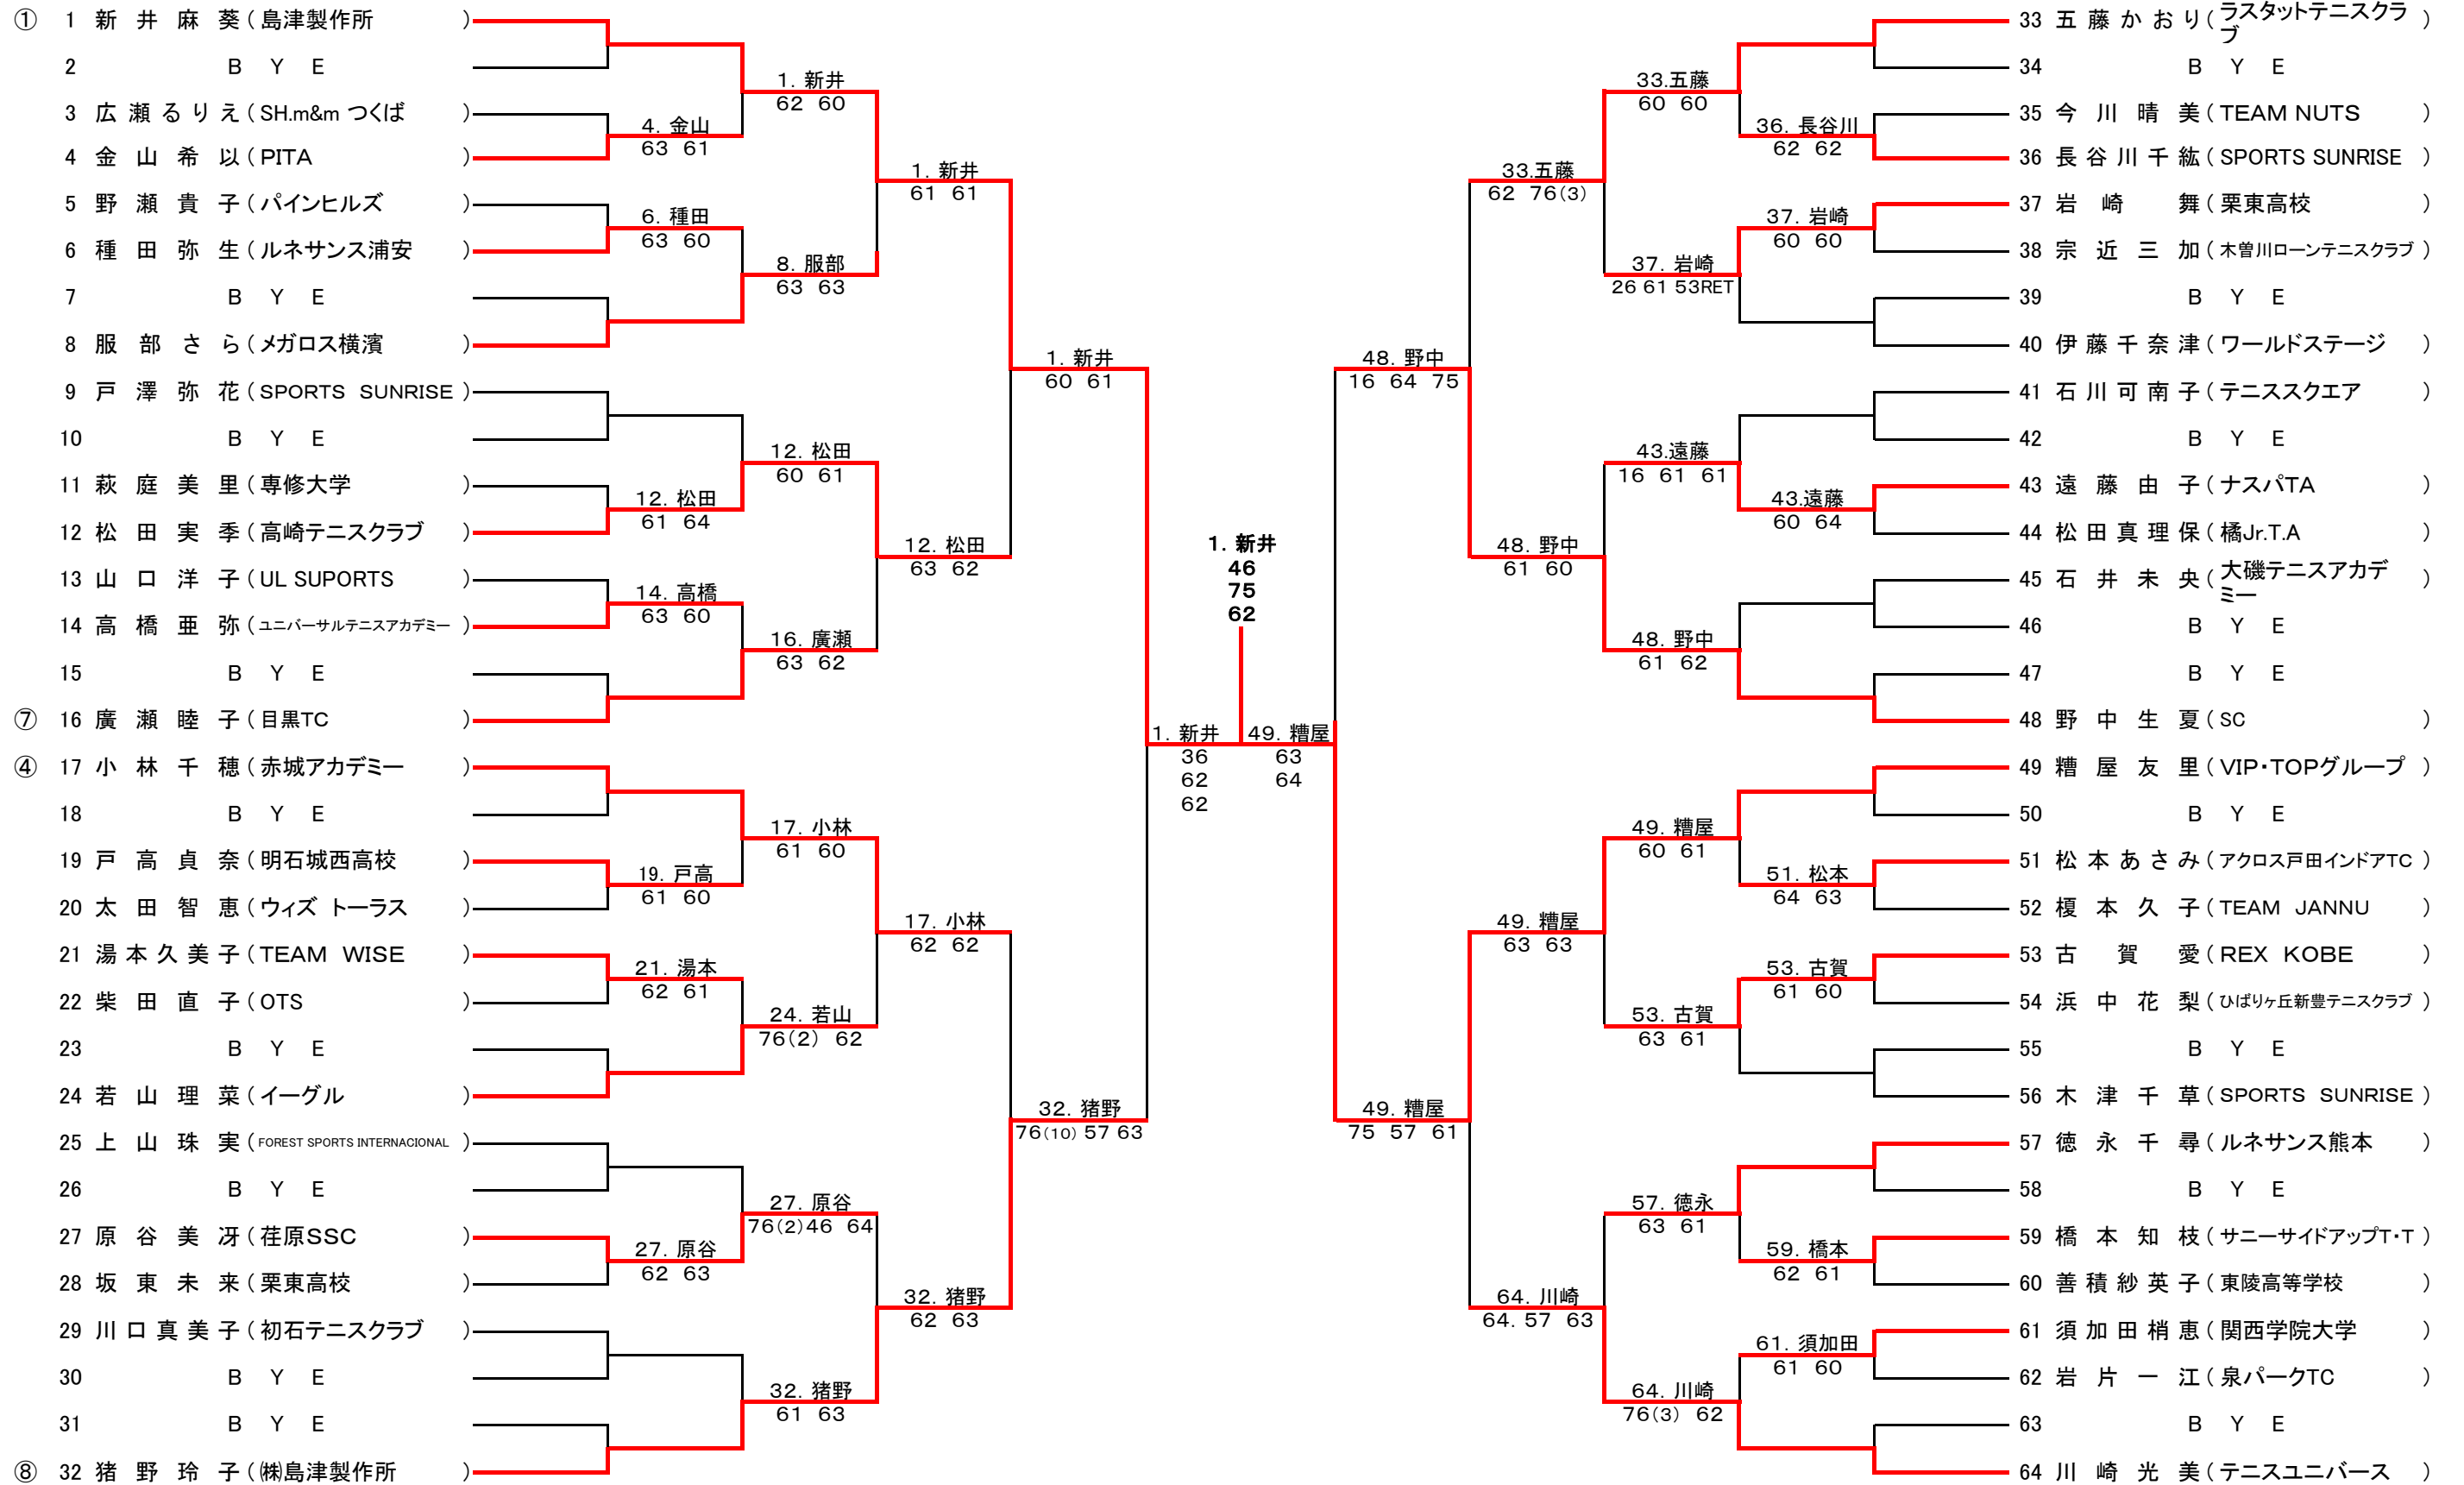 ① 1 新井麻葵(島津製作所)
2 BYE
3 広瀬るりえ(SH.m&m つくば)
4 金山希以(PITA)
5 野瀬貴子(パインヒルズ)
6 種田弥生(ルネサンス浦安)
7 BYE
8 服部さら(メガロス横濱)
9 戸澤弥花(SPORTS SUNRISE)
10 BYE
11 萩庭美里(専修大学)
12 松田実季(高崎テニスクラブ)
13 山口洋子(UL SUPORTS)
14 高橋亜弥(ユニバーサルテニスアカデミー)
15 BYE
⑦ 16 廣瀬睦子(目黒TC)
④ 17 小林千穂(赤城アカデミー)
18 BYE
19 戸高貞奈(明石城西高校)
20 太田智恵(ウィズ トーラス)
21 湯本久美子(TEAM WISE)
22 柴田直子(OTS)
23 BYE
24 若山理菜(イーグル)
25 上山珠実(FOREST SPORTS INTERNACIONAL)
26 BYE
27 原谷美冴(荏原SSC)
28 坂東未来(栗東高校)
29 川口真美子(初石テニスクラブ)
30 BYE
31 BYE
⑧ 32 猪野玲子(㈱島津製作所)
4. 金山
63 61
6. 種田
63 60
12. 松田
61 64
14. 高橋
63 60
19. 戸高
61 60
21. 湯本
62 61
27. 原谷
62 63
1. 新井
62 60
8. 服部
63 63
12. 松田
60 61
16. 廣瀬
63 62
17. 小林
61 60
24. 若山
76(2) 62
27. 原谷
76(2)46 64
32. 猪野
61 63
1. 新井
61 61
12. 松田
63 62
17. 小林
62 62
32. 猪野
62 63
1. 新井
60 61
32. 猪野
76(10) 57 63
1. 新井
36
62
62
1. 新井
46
75
62
49. 糟屋
63
64
48. 野中
16 64 75
49. 糟屋
75 57 61
33.五藤
62 76(3)
48. 野中
61 60
49. 糟屋
63 63
64. 川崎
64. 57 63
33.五藤
60 60
37. 岩崎
26 61 53RET
43.遠藤
16 61 61
48. 野中
61 62
49. 糟屋
60 61
53. 古賀
63 61
57. 徳永
63 61
64. 川崎
76(3) 62
36. 長谷川
62 62
37. 岩崎
60 60
43.遠藤
60 64
51. 松本
64 63
53. 古賀
61 60
59. 橋本
62 61
61. 須加田
61 60
33 五藤かおり(ラスタットテニスクラ
ブ)
34 BYE
35 今川晴美(TEAM NUTS)
36 長谷川千紘(SPORTS SUNRISE)
37 岩崎舞(栗東高校)
38 宗近三加(木曽川ローンテニスクラブ)
39 BYE
40 伊藤千奈津(ワールドステージ)
41 石川可南子(テニススクエア)
42 BYE
43 遠藤由子(ナスパTA)
44 松田真理保(橘Jr.T.A)
45 石井未央(大磯テニスアカデ
ミー)
46 BYE
47 BYE
48 野中生夏(SC)
49 糟屋友里(VIP・TOPグループ)
50 BYE
51 松本あさみ(アクロス戸田インドアTC)
52 榎本久子(TEAM JANNU)
53 古賀愛(REX KOBE)
54 浜中花梨(ひばりヶ丘新豊テニスクラブ)
55 BYE
56 木津千草(SPORTS SUNRISE)
57 徳永千尋(ルネサンス熊本)
58 BYE
59 橋本知枝(サニーサイドアップT・T)
60 善積紗英子(東陵高等学校)
61 須加田梢恵(関西学院大学)
62 岩片一江(泉パークTC)
63 BYE
64 川崎光美(テニスユニバース)